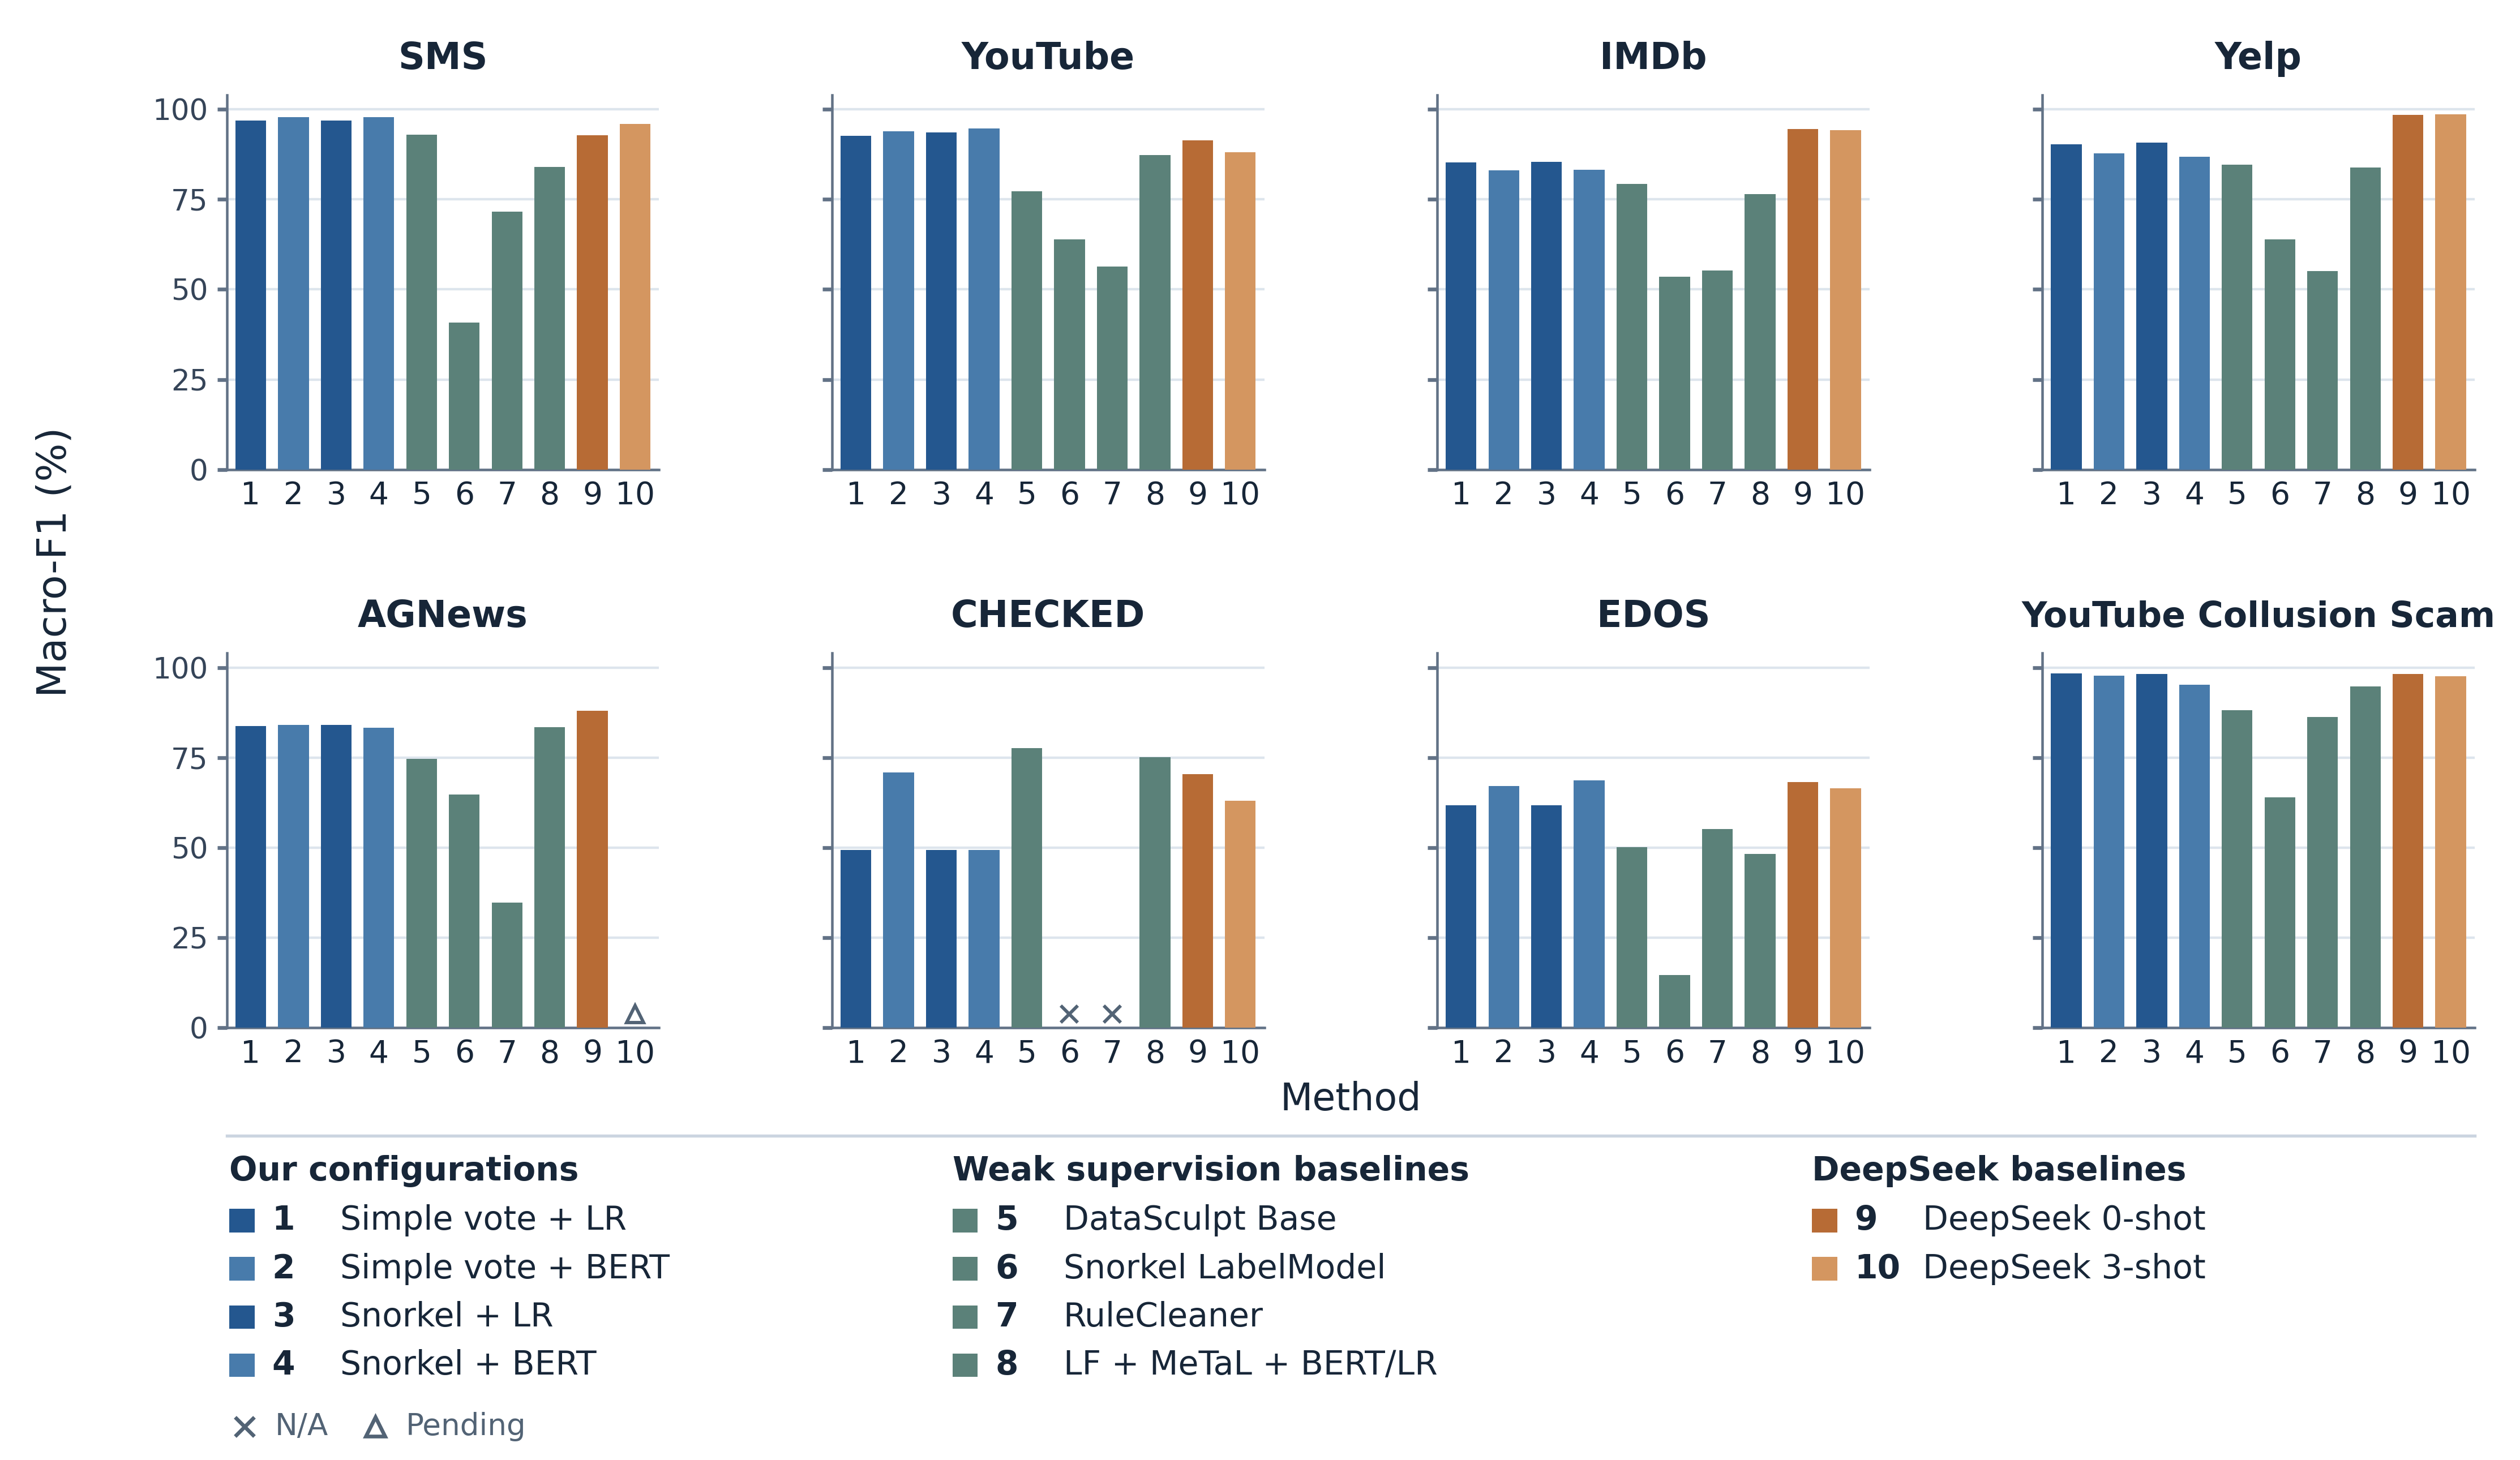 SMS
YouTube
IMDb
Yelp
100
75
50
25
0
1 2 3 4 5 6 7 8 9 10
1 2 3 4 5 6 7 8 9 10
1 2 3 4 5 6 7 8 9 10
1 2 3 4 5 6 7 8 9 10
Macro-F1 (%)
AGNews
CHECKED
EDOS
YouTube Collusion Scam
100
75
50
25
0
1 2 3 4 5 6 7 8 9 10
1 2 3 4 5 6 7 8 9 10
1 2 3 4 5 6 7 8 9 10
1 2 3 4 5 6 7 8 9 10
Method
Our configurations
1 Simple vote + LR
2 Simple vote + BERT
3 Snorkel + LR
4 Snorkel + BERT
Weak supervision baselines
5 DataSculpt Base
6 Snorkel LabelModel
7 RuleCleaner
8 LF + MeTaL + BERT/LR
DeepSeek baselines
9 DeepSeek 0-shot
10 DeepSeek 3-shot
N/A
Pending